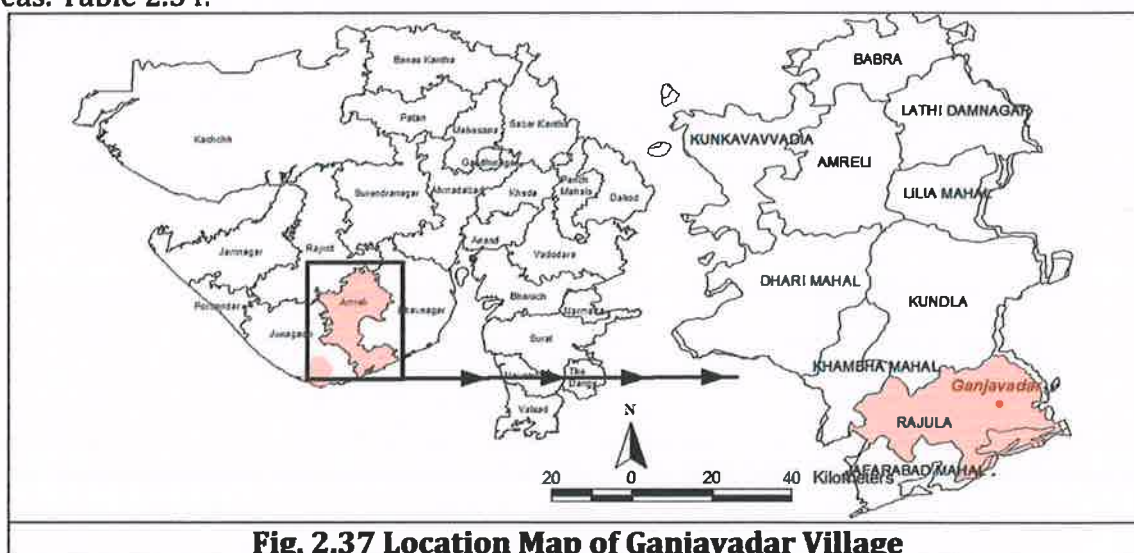 eas. Table 2.34.
Banas Kantha
Patan
Mahesana
Sabar Kantha
Kachchh
Gandhinagar
Surendranagar
Ahmadabad
Kheda
Panch
Mahals
Dahod
Jamnagar
Rajkot
Anand
Vadodara
Porbandar
Amreli
Bhavnagar
Bharuch
Narmada
Junagadh
Surat
The
Dangs
Valsad
BABRA
LATHI DAMNAGAR
KUNKAVAVVADIA
AMRELI
LILIA MAHAL
DHARI MAHAL
KUNDLA
KHAMBHA MAHAL
Ganjavadar
RAJULA
JAFARABAD MAHAL
N
20 0 20 40 Kilometers
Fig. 2.37 Location Map of Ganjavadar Village